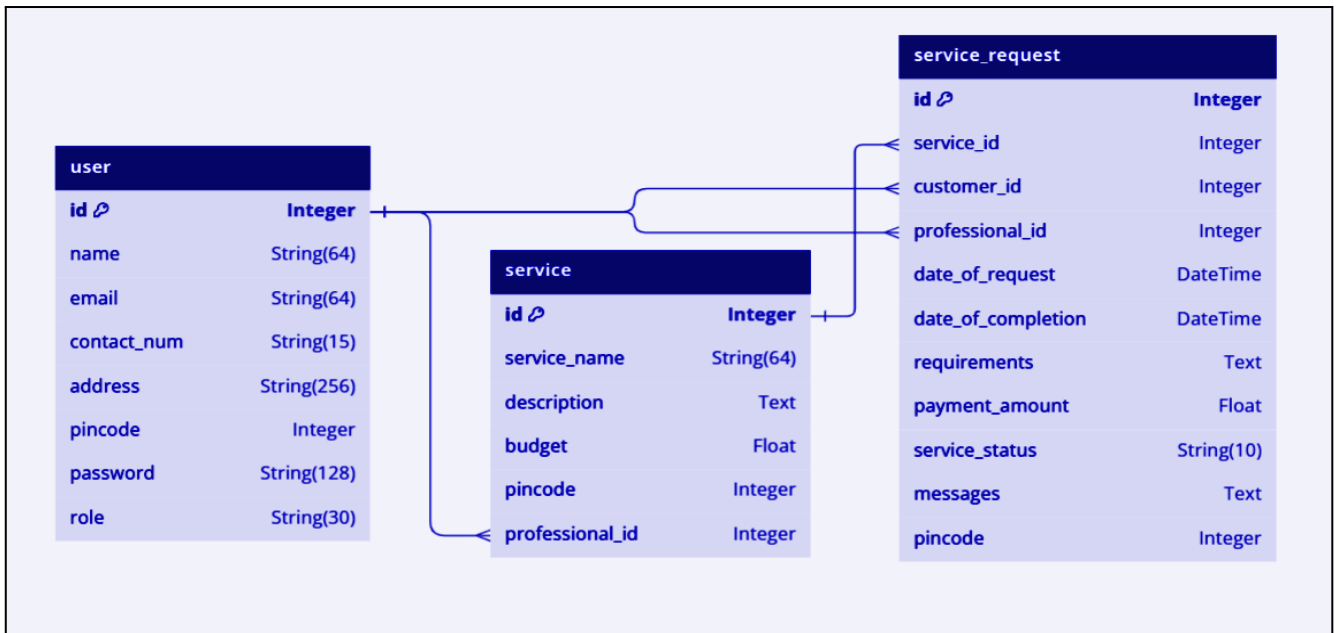 user
id Integer
name String(64)
email String(64)
contact_num String(15)
address String(256)
pincode Integer
password String(128)
role String(30)
service
id Integer
service_name String(64)
description Text
budget Float
pincode Integer
professional_id Integer
service_request
id Integer
service_id Integer
customer_id Integer
professional_id Integer
date_of_request DateTime
date_of_completion DateTime
requirements Text
payment_amount Float
service_status String(10)
messages Text
pincode Integer